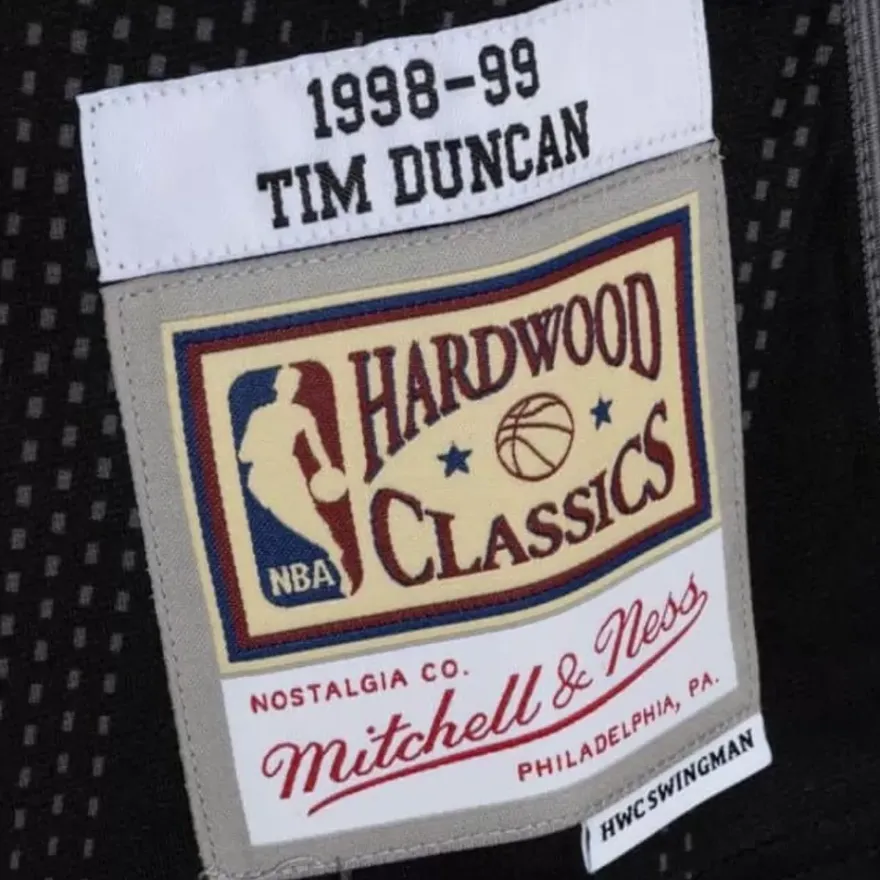 1998-99
TIM DUNCAN
HARDWOOD
CLASSICS
NBA
NOSTALGIA CO.
Mitchell & Ness
PHILADELPHIA, PA.
HWC SWINGMAN